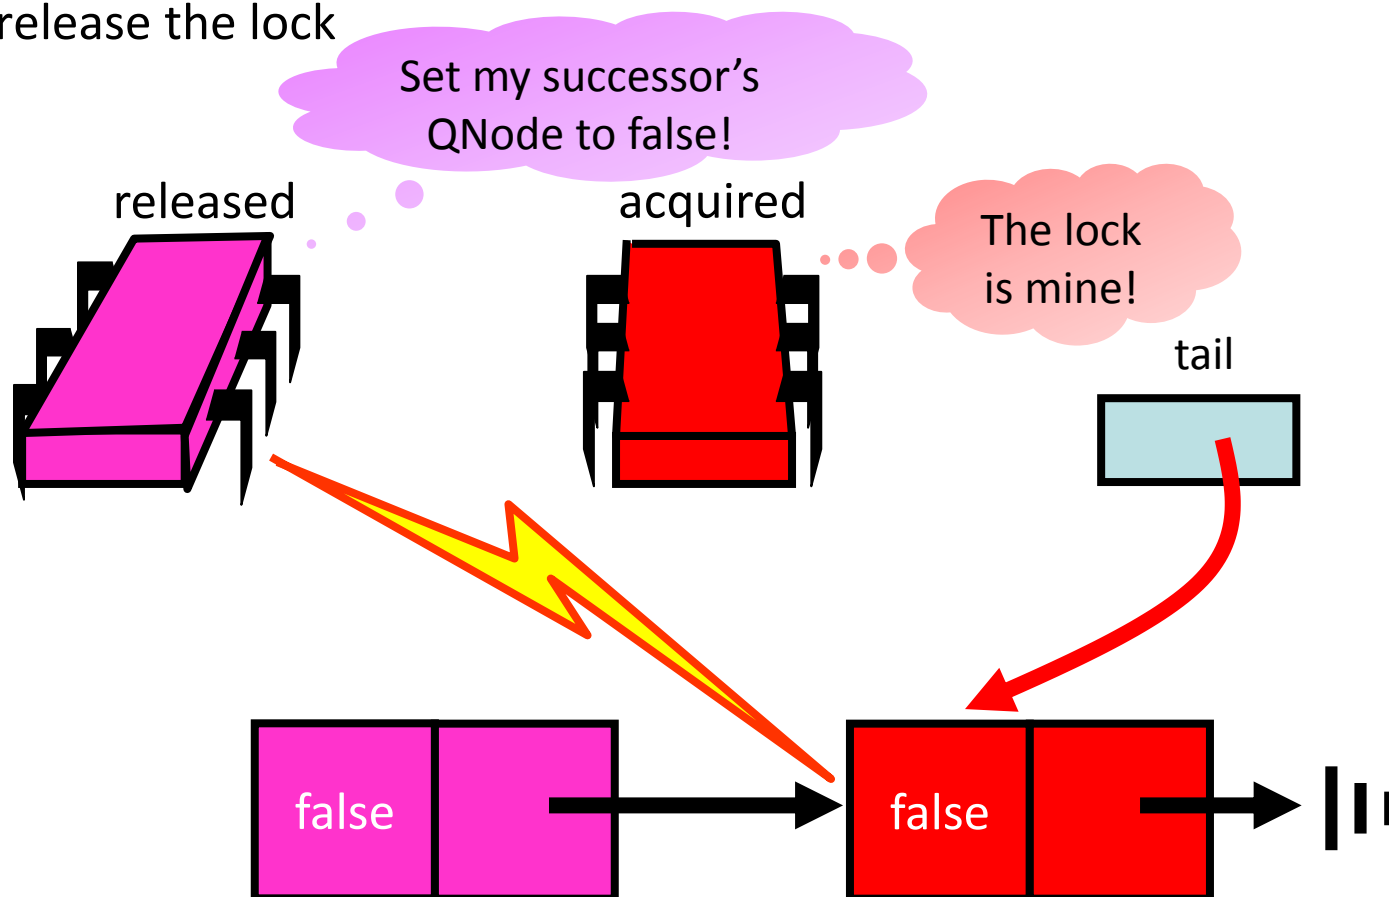 release the lock
Set my successor’s
QNode to false!
released
acquired
The lock
is mine!
tail
false
false